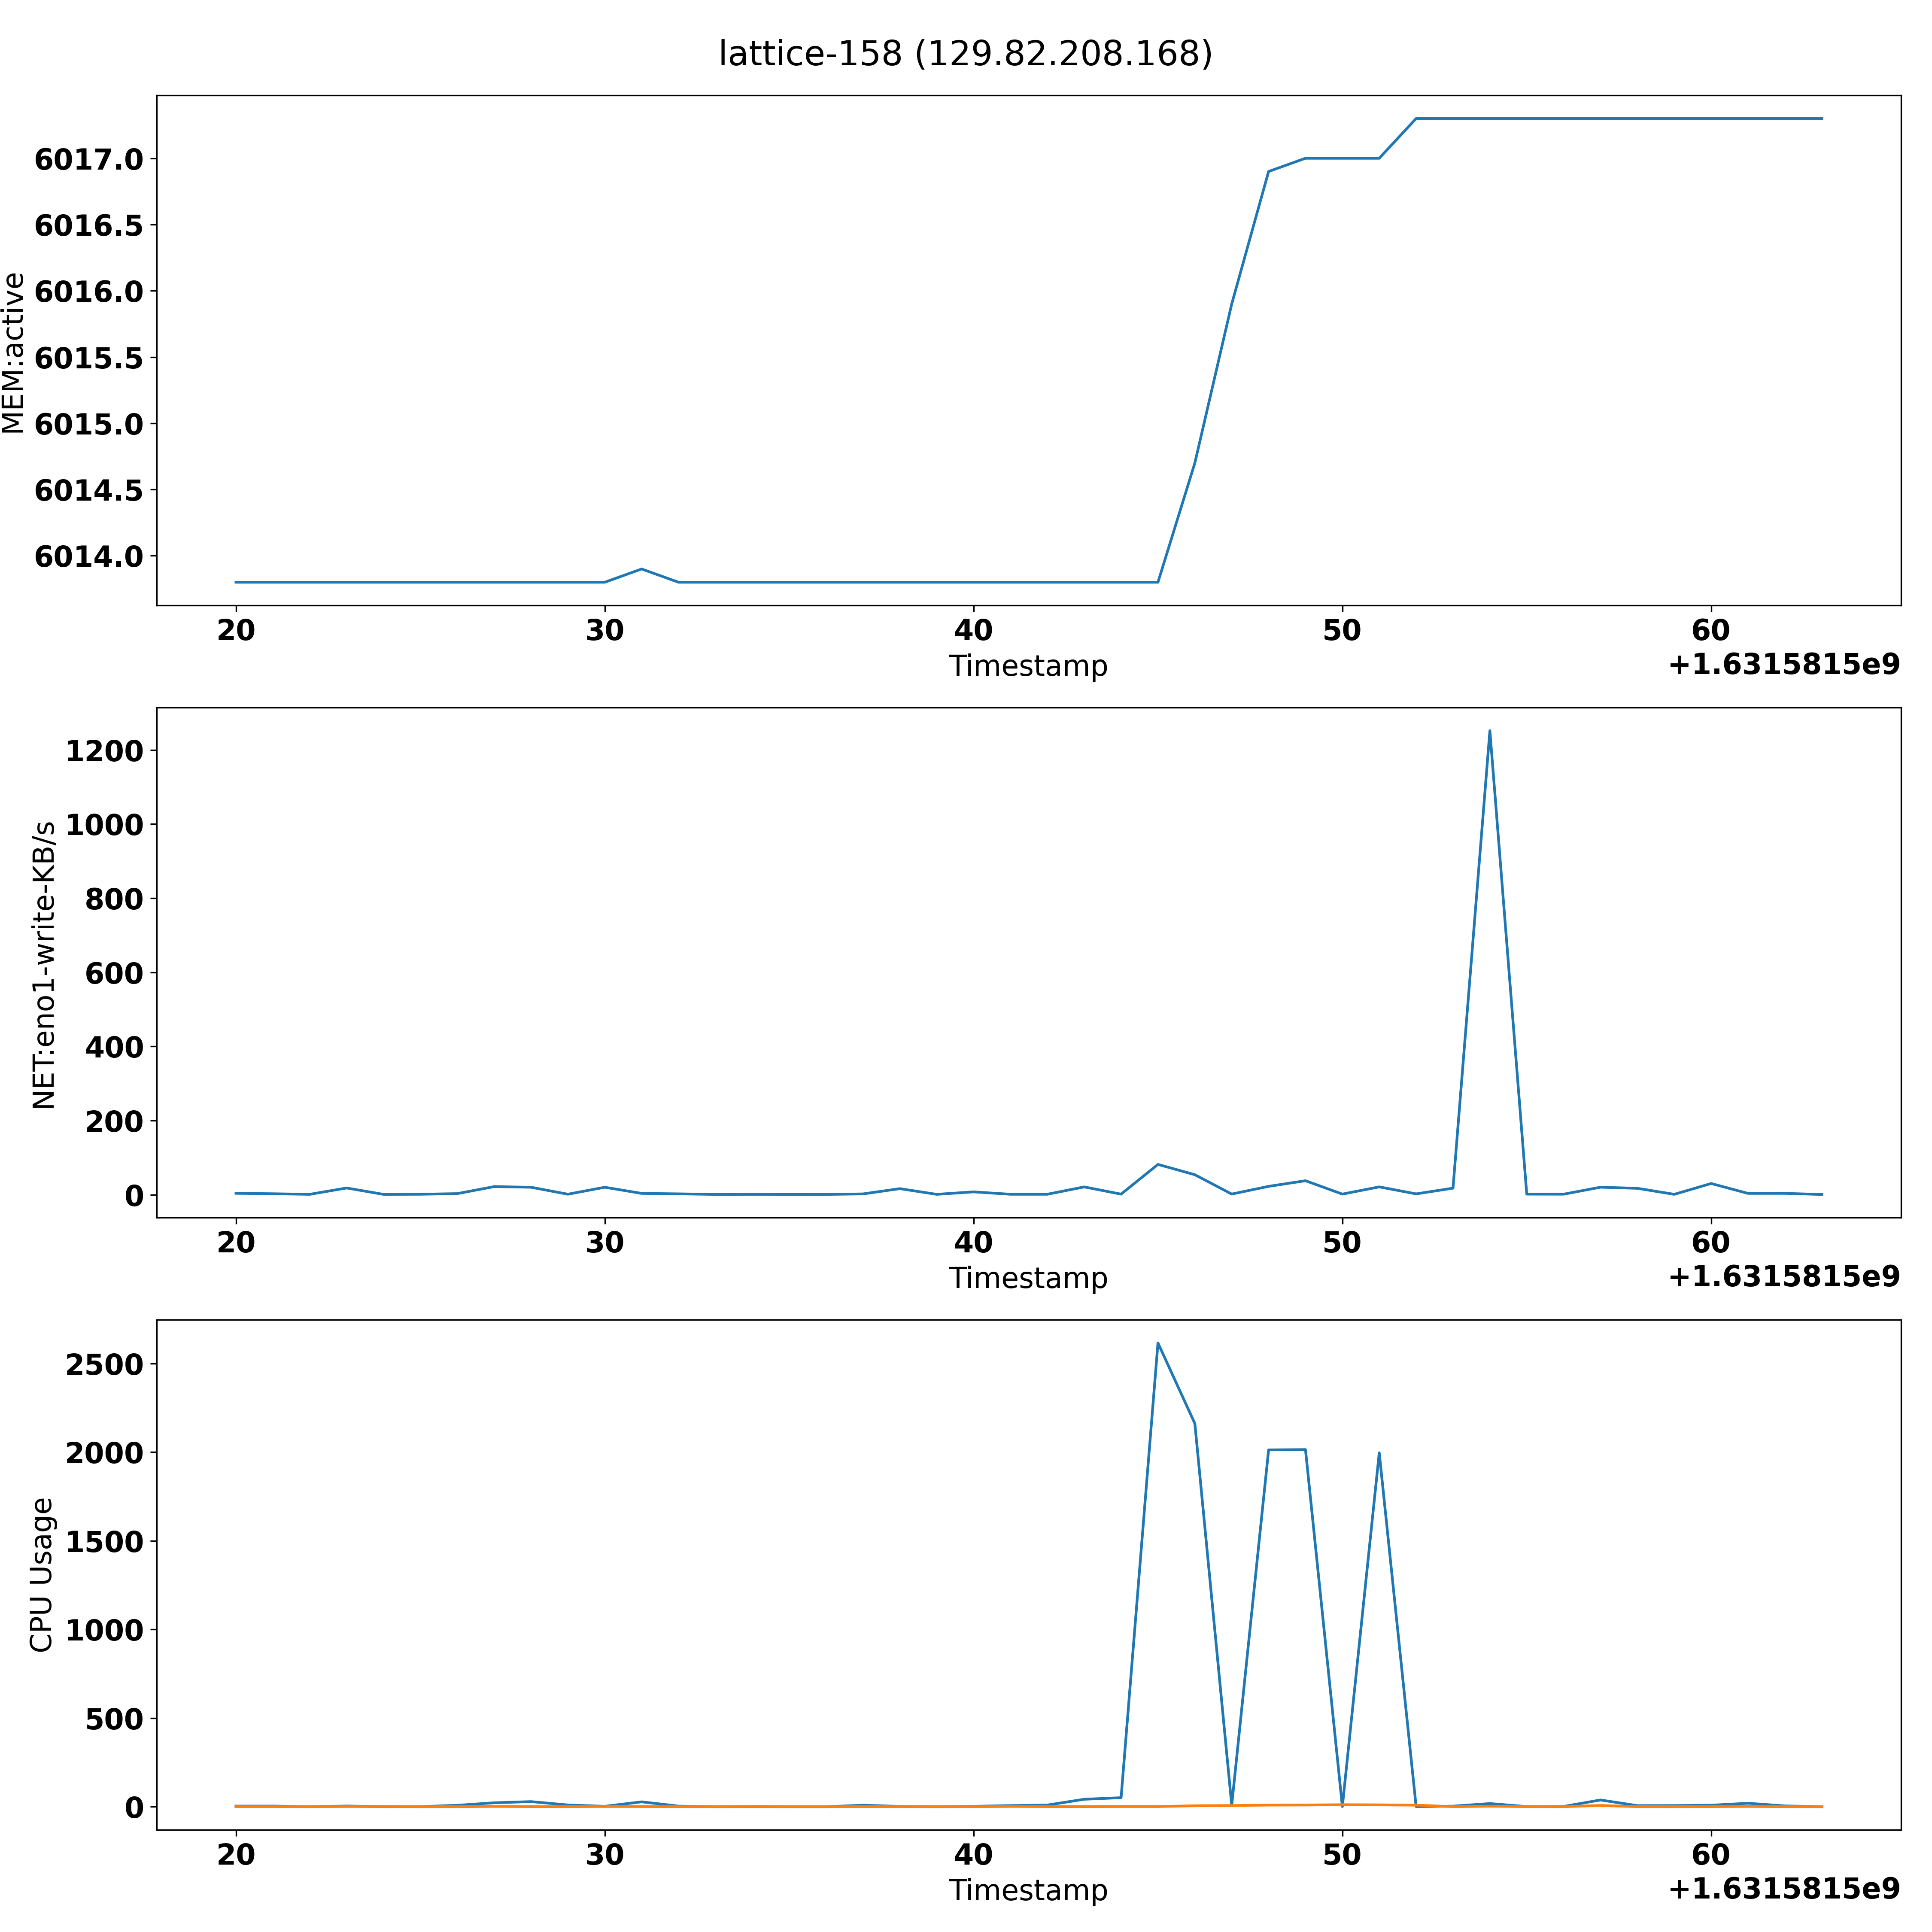 lattice-158 (129.82.208.168)
MEM:active
6017.0
6016.5
6016.0
6015.5
6015.0
6014.5
6014.0
20 30 40 50 60
Timestamp
+1.6315815e9
NET:eno1-write-KB/s
1200
1000
800
600
400
200
0
20 30 40 50 60
Timestamp
+1.6315815e9
CPU Usage
2500
2000
1500
1000
500
0
20 30 40 50 60
Timestamp
+1.6315815e9